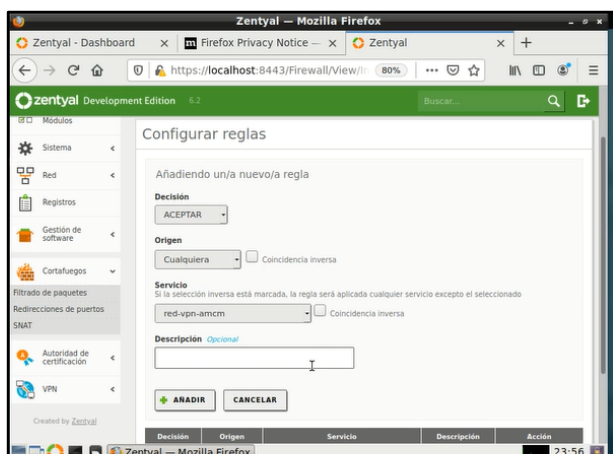 Zentyal — Mozilla Firefox
Zentyal - Dashboard
Firefox Privacy Notice —
Zentyal
https://localhost:8443/Firewall/View/In
80%
zentyal Development Edition 6.2
Buscar...
Módulos
Sistema
Red
Registros
Gestión de
software
Cortafuegos
Filtrado de paquetes
Redirecciones de puertos
SNAT
Autoridad de
certificación
VPN
Created by Zentyal
Configurar reglas
Añadiendo un/a nuevo/a regla
Decisión
ACEPTAR
Origen
Cualquiera
Coincidencia inversa
Servicio
Si la selección inversa está marcada, la regla será aplicada cualquier servicio excepto el seleccionado
red-vpn-amcm
Coincidencia inversa
Descripción Opcional
AÑADIR
CANCELAR
Decisión Origen Servicio Descripción Acción
Zentyal — Mozilla Firefox
23:56